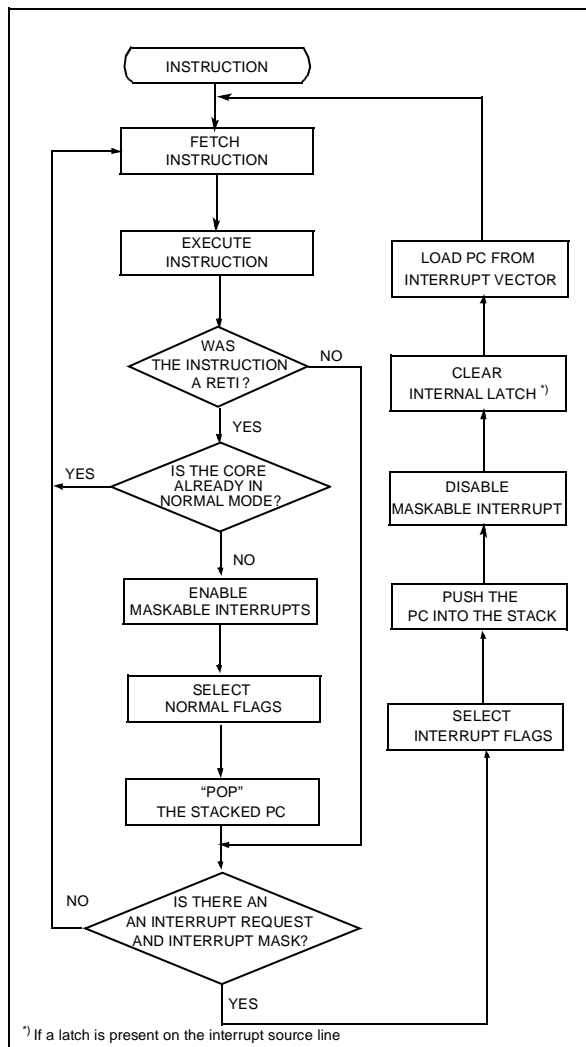 INSTRUCTION
FETCH
INSTRUCTION
EXECUTE
INSTRUCTION
WAS
THE INSTRUCTION
A RETI ?
NO
YES
IS THE CORE
ALREADY IN
NORMAL MODE?
YES
NO
ENABLE
MASKABLE INTERRUPTS
SELECT
NORMAL FLAGS
“POP”
THE STACKED PC
IS THERE AN
AN INTERRUPT REQUEST
AND INTERRUPT MASK?
NO
YES
SELECT
INTERRUPT FLAGS
PUSH THE
PC INTO THE STACK
DISABLE
MASKABLE INTERRUPT
CLEAR
INTERNAL LATCH *)
LOAD PC FROM
INTERRUPT VECTOR
*) If a latch is present on the interrupt source line